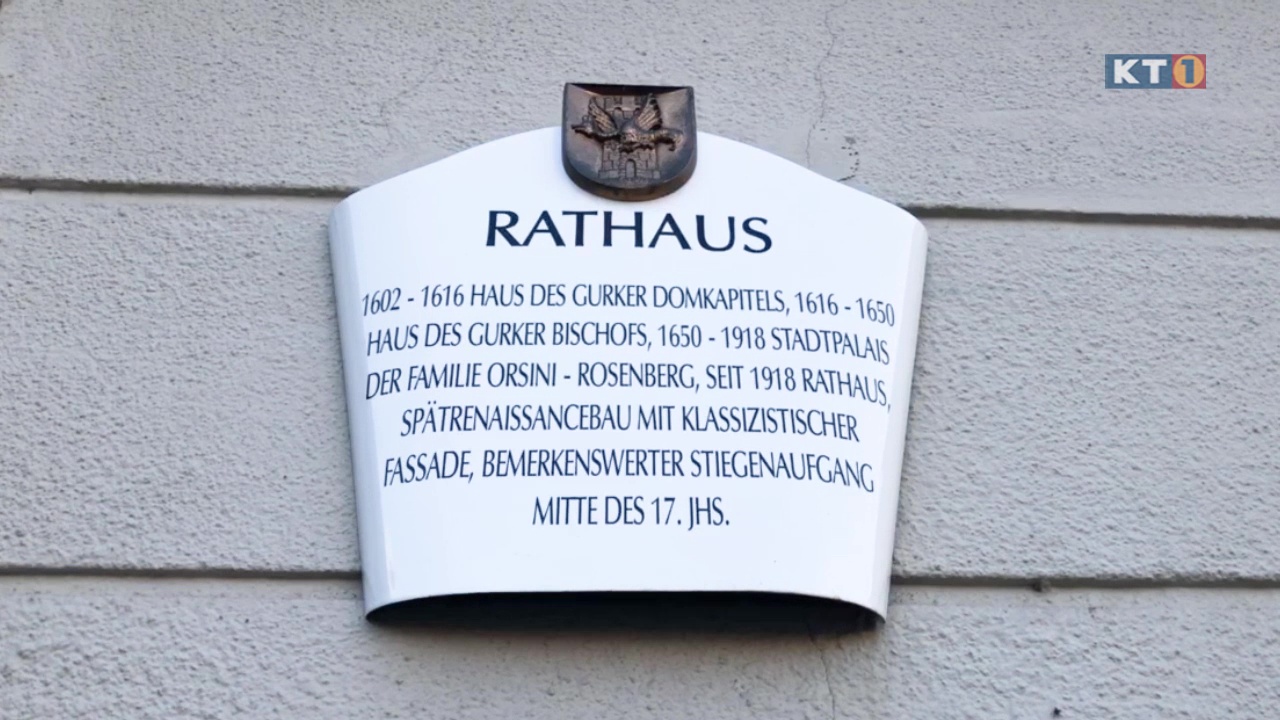 KT1
RATHAUS
1602 - 1616 HAUS DES GURKER DOMKAPITELS, 1616 - 1650
HAUS DES GURKER BISCHOFS, 1650 - 1918 STADTPALAIS
DER FAMILIE ORSINI - ROSENBERG, SEIT 1918 RATHAUS,
SPÄTRENAISSANCEBAU MIT KLASSIZISTISCHER
FASSADE, BEMERKENSWERTER STIEGENAUFGANG
MITTE DES 17. JHS.